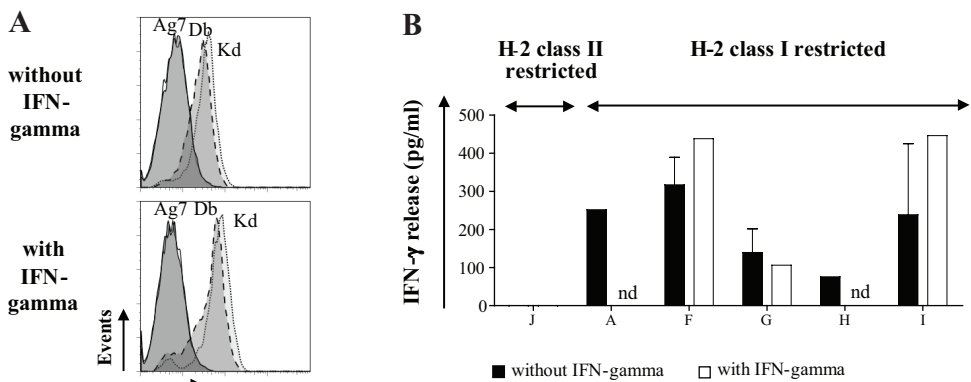 A
without
IFN-
gamma
Ag7 Db
Kd
with
IFN-
gamma
Ag7 Db
Kd
Events
B
H-2 class II
restricted
H-2 class I restricted
IFN-γ release (pg/ml)
500
400
300
200
100
0
nd
nd
J A F G H I
without IFN-gamma with IFN-gamma